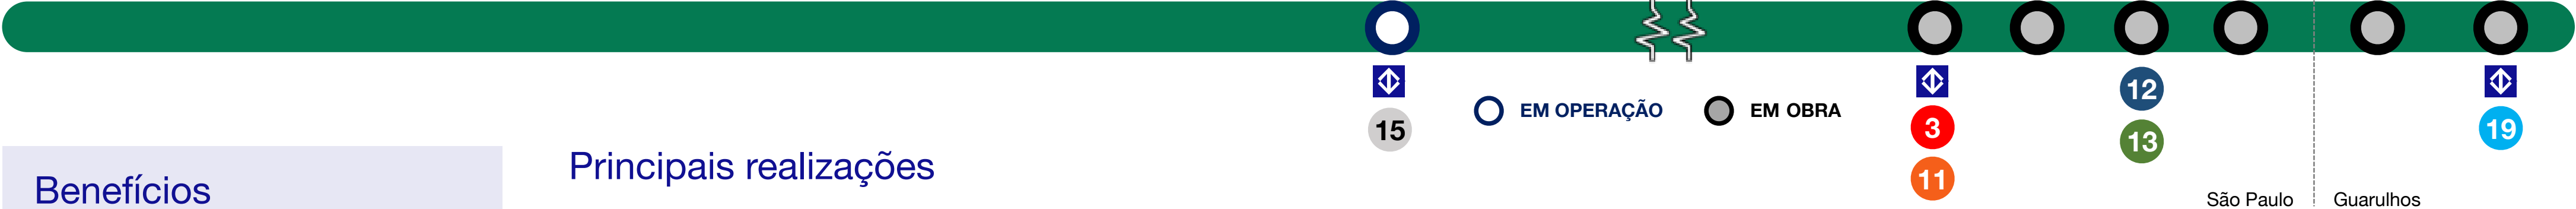 15
EM OPERAÇÃO
EM OBRA
3
11
12
13
19
São Paulo
Guarulhos
Benefícios
Principais realizações